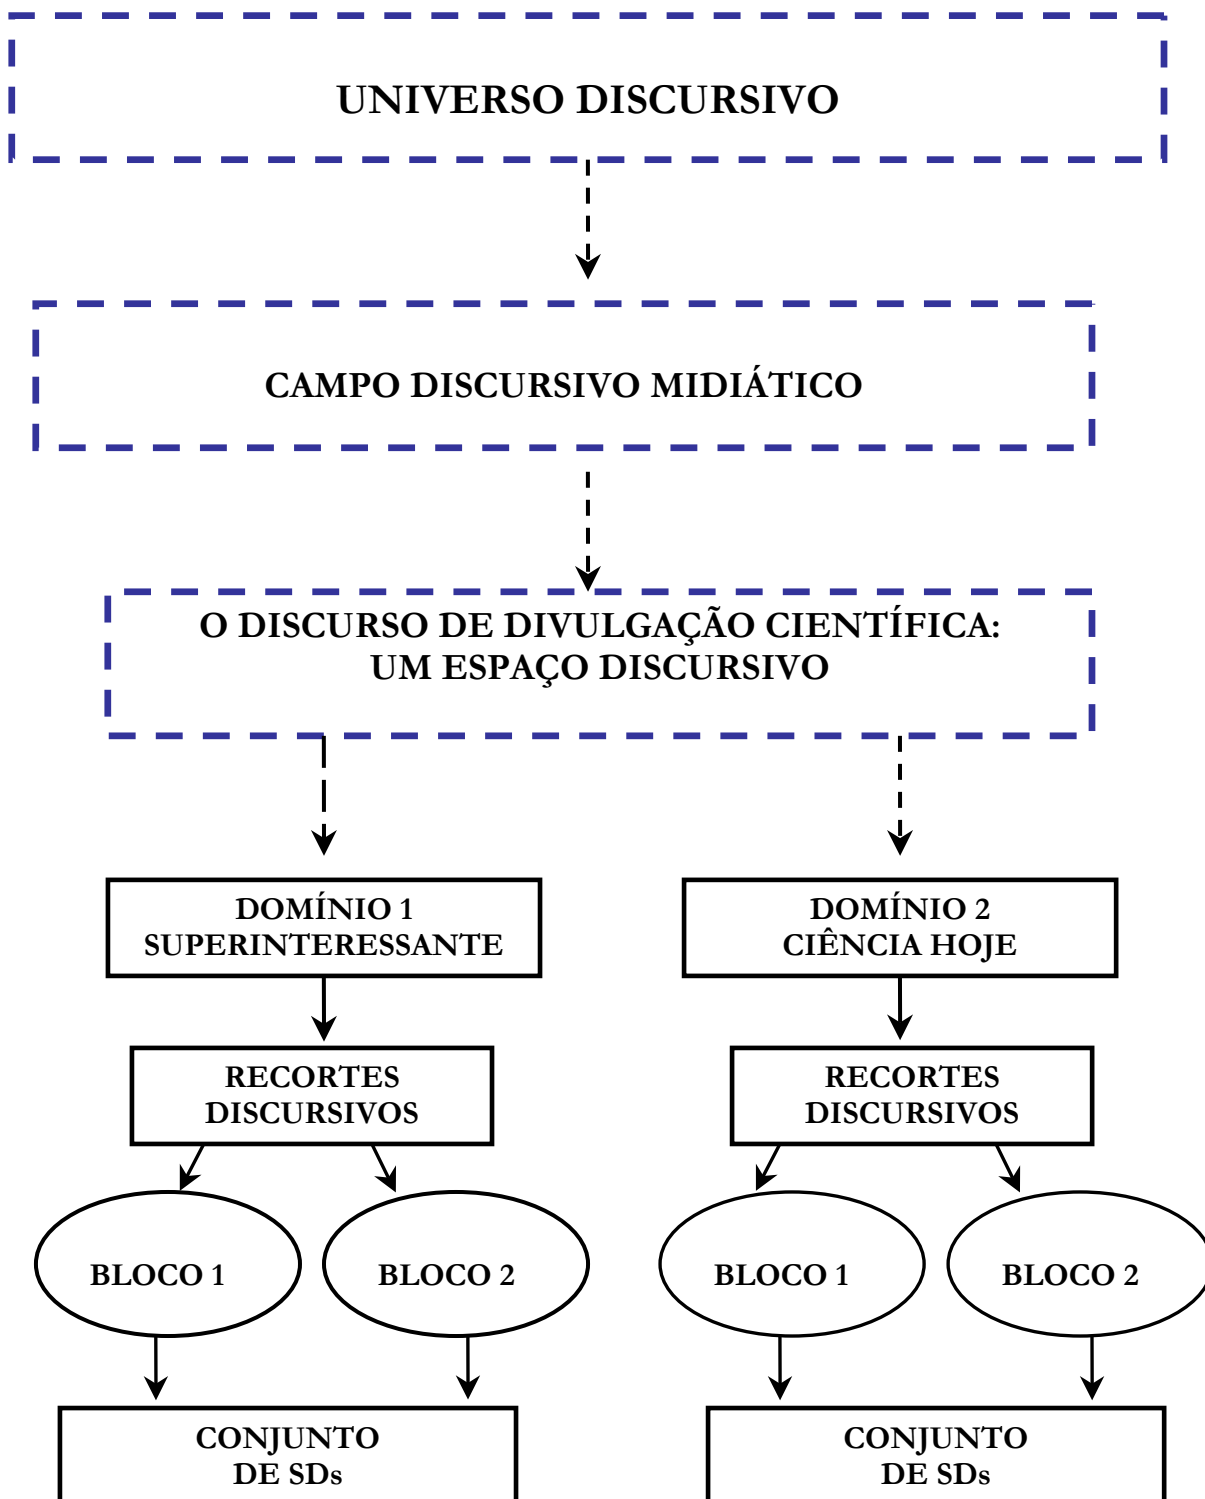 UNIVERSO DISCURSIVO
CAMPO DISCURSIVO MIDIÁTICO
O DISCURSO DE DIVULGAÇÃO CIENTÍFICA:
UM ESPAÇO DISCURSIVO
DOMÍNIO 1
SUPERINTERESSANTE
DOMÍNIO 2
CIÊNCIA HOJE
RECORTES
DISCURSIVOS
RECORTES
DISCURSIVOS
BLOCO 1
BLOCO 2
BLOCO 1
BLOCO 2
CONJUNTO
DE SDs
CONJUNTO
DE SDs